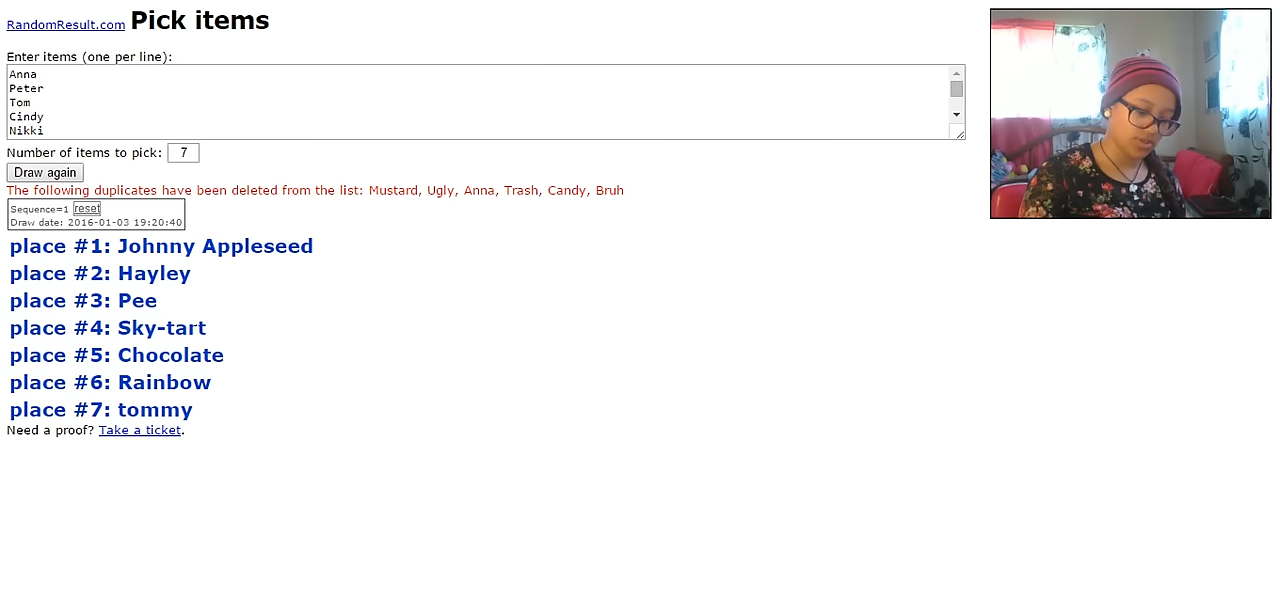 RandomResult.com Pick items
Enter items (one per line):
Anna
Peter
Tom
Cindy
Nikki
Number of items to pick: 7
Draw again
The following duplicates have been deleted from the list: Mustard, Ugly, Anna, Trash, Candy, Bruh
Sequence=1 reset
Draw date: 2016-01-03 19:20:40
place #1: Johnny Appleseed
place #2: Hayley
place #3: Pee
place #4: Sky-tart
place #5: Chocolate
place #6: Rainbow
place #7: tommy
Need a proof? Take a ticket.